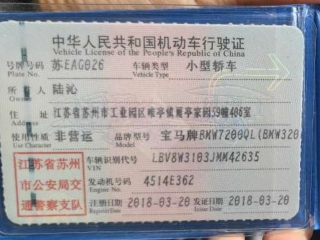 中华人民共和国机动车行驶证
Vehicle License of the People's Republic of China
号牌号码 苏EAG826 车辆类型 小型轿车
Plate No. Vehicle Type
所有人 陆沁
Owner
住址 江苏省苏州市工业园区唯亭镇夏亭家园59幢406室
使用性质 非营运 品牌型号 宝马牌BMW7200QL(BMW320
Use Character
江苏省苏州
市公安局交
通警察支队
车辆识别代号 LBV8W3103JMM42635
VIN
发动机号码 4514E362
Engine No.
注册日期 2018-03-20 发证日期 2018-03-20
Register Date Issue Date